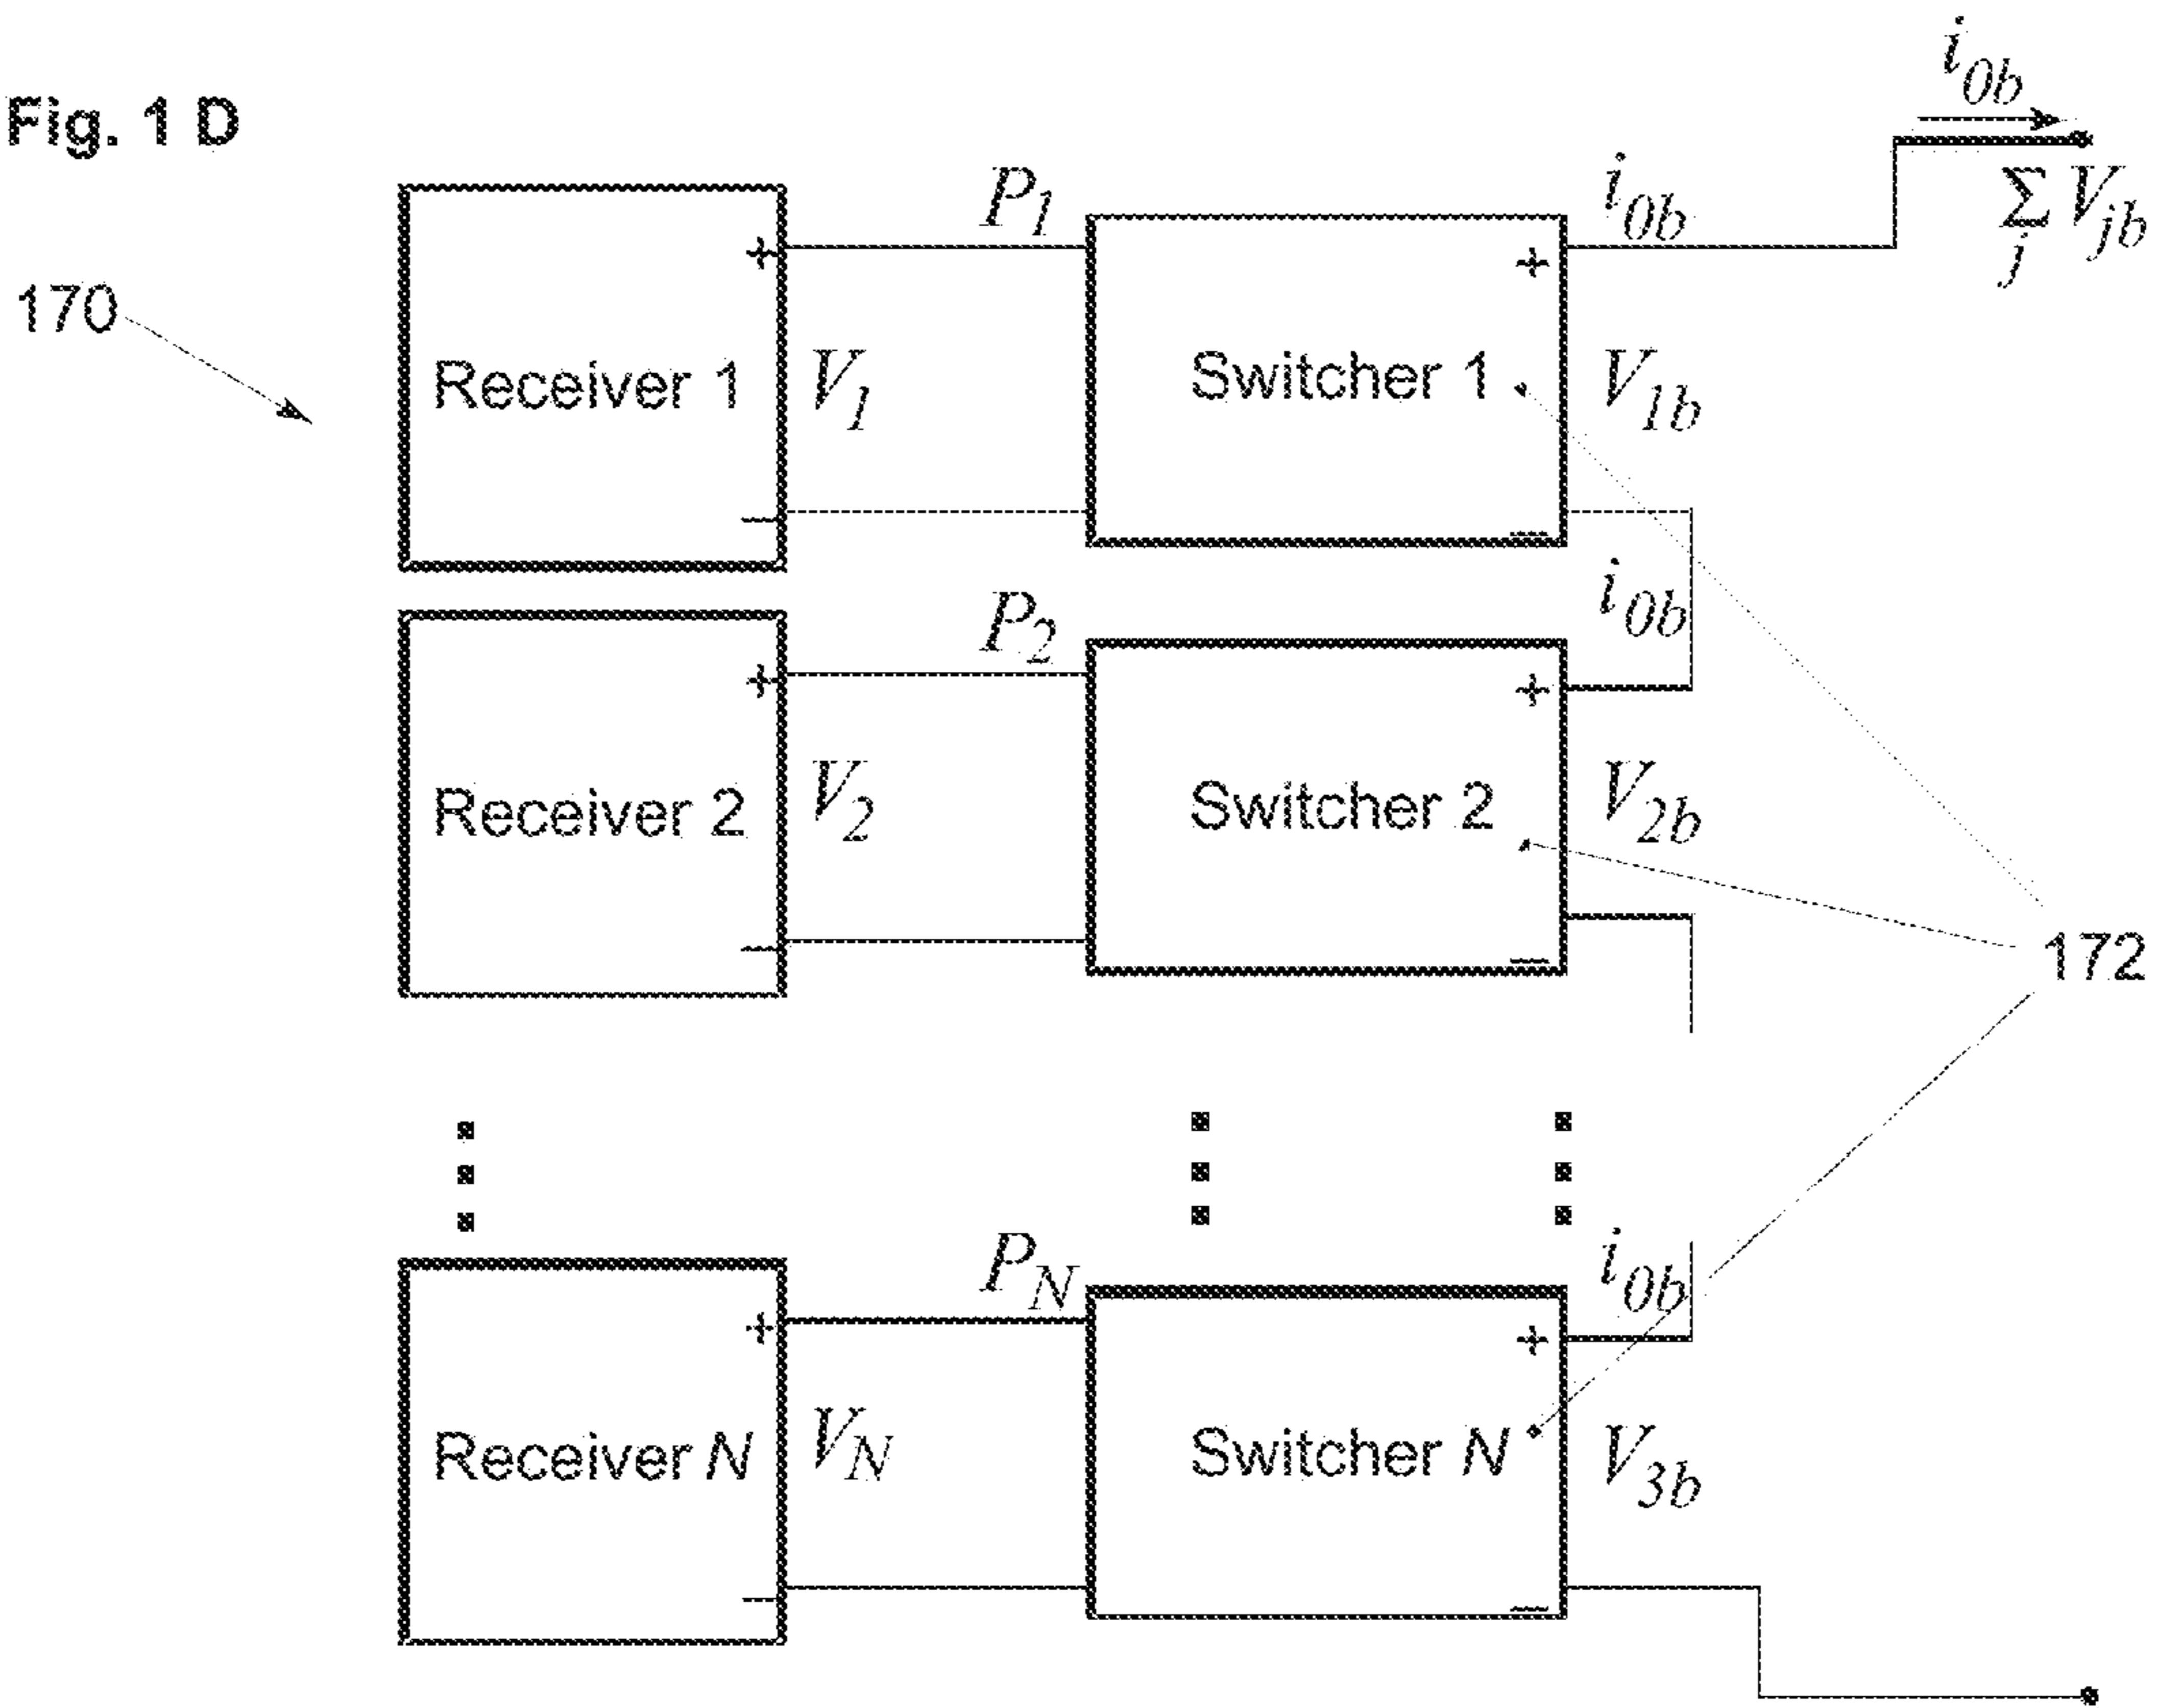 Fig. 1 D
i0b
∑j Vjb
170
P1
i0b
+
+
Receiver 1
V1
Switcher 1
V1b
−
−
i0b
P2
+
+
Receiver 2
V2
Switcher 2
V2b
−
−
172
PN
i0b
+
+
Receiver N
VN
Switcher N
V3b
−
−